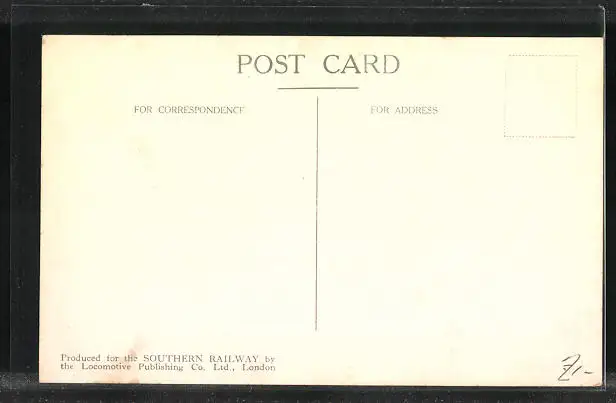 POST CARD
FOR CORRESPONDENCE
FOR ADDRESS
Produced for the SOUTHERN RAILWAY by
the Locomotive Publishing Co. Ltd., London